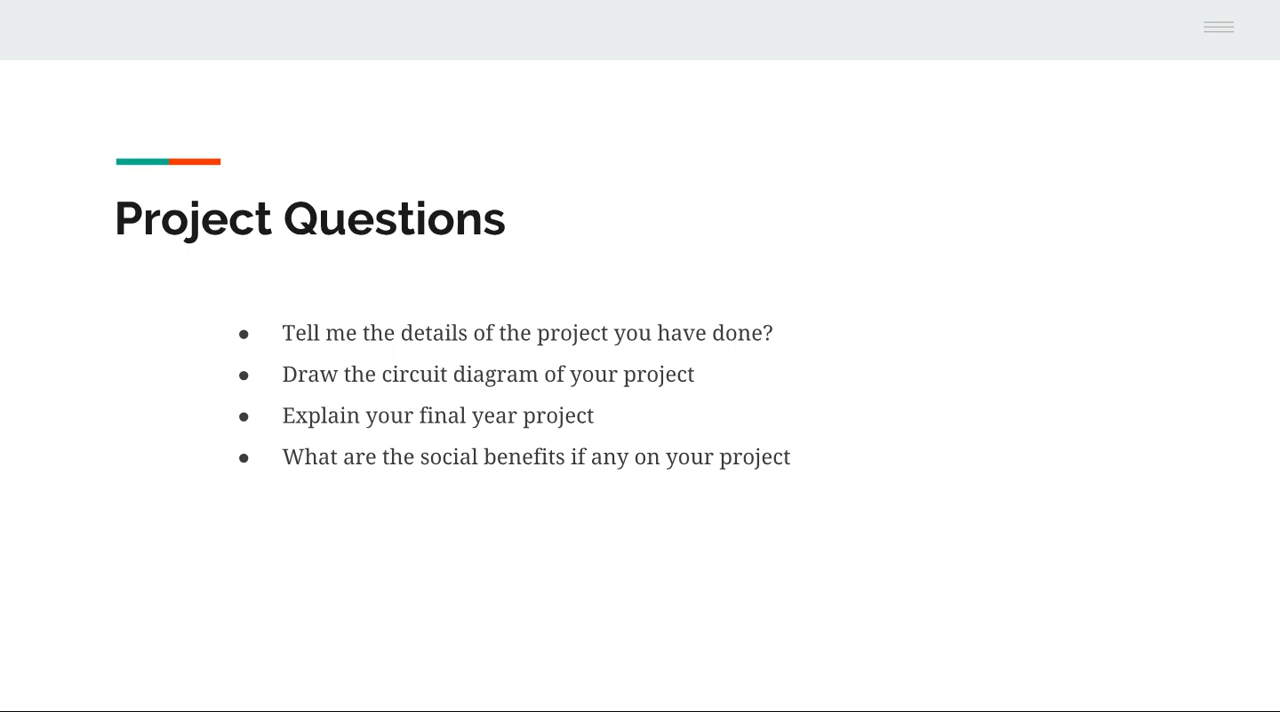 Project Questions
● Tell me the details of the project you have done?
● Draw the circuit diagram of your project
● Explain your final year project
● What are the social benefits if any on your project